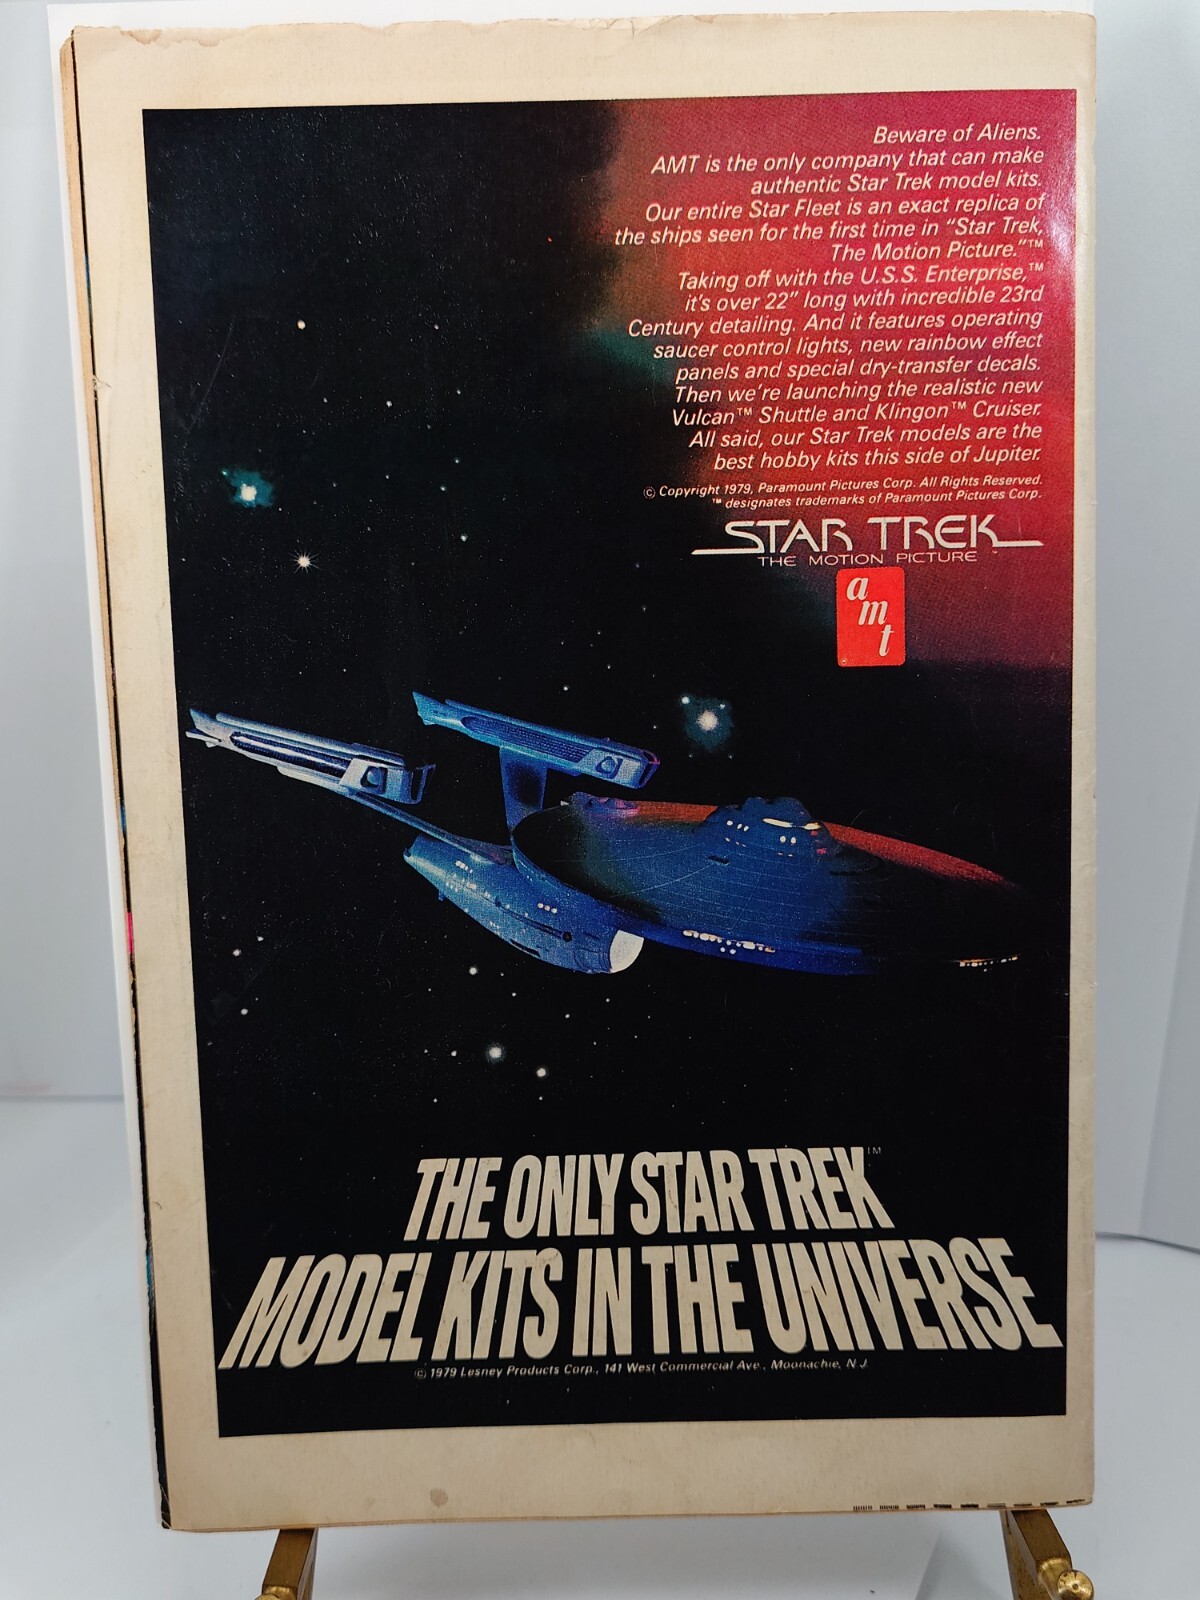 Beware of Aliens.
AMT is the only company that can make
authentic Star Trek model kits.
Our entire Star Fleet is an exact replica of
the ships seen for the first time in "Star Trek,
The Motion Picture."™
Taking off with the U.S.S. Enterprise,™
it's over 22" long with incredible 23rd
Century detailing. And it features operating
saucer control lights, new rainbow effect
panels and special dry-transfer decals.
Then we're launching the realistic new
Vulcan™ Shuttle and Klingon™ Cruiser.
All said, our Star Trek models are the
best hobby kits this side of Jupiter.
© Copyright 1979, Paramount Pictures Corp. All Rights Reserved.
™ designates trademarks of Paramount Pictures Corp.
STAR TREK
THE MOTION PICTURE™
amt
THE ONLY STAR TREK™
MODEL KITS IN THE UNIVERSE
© 1979 Lesney Products Corp., 141 West Commercial Ave., Moonachie, N.J.